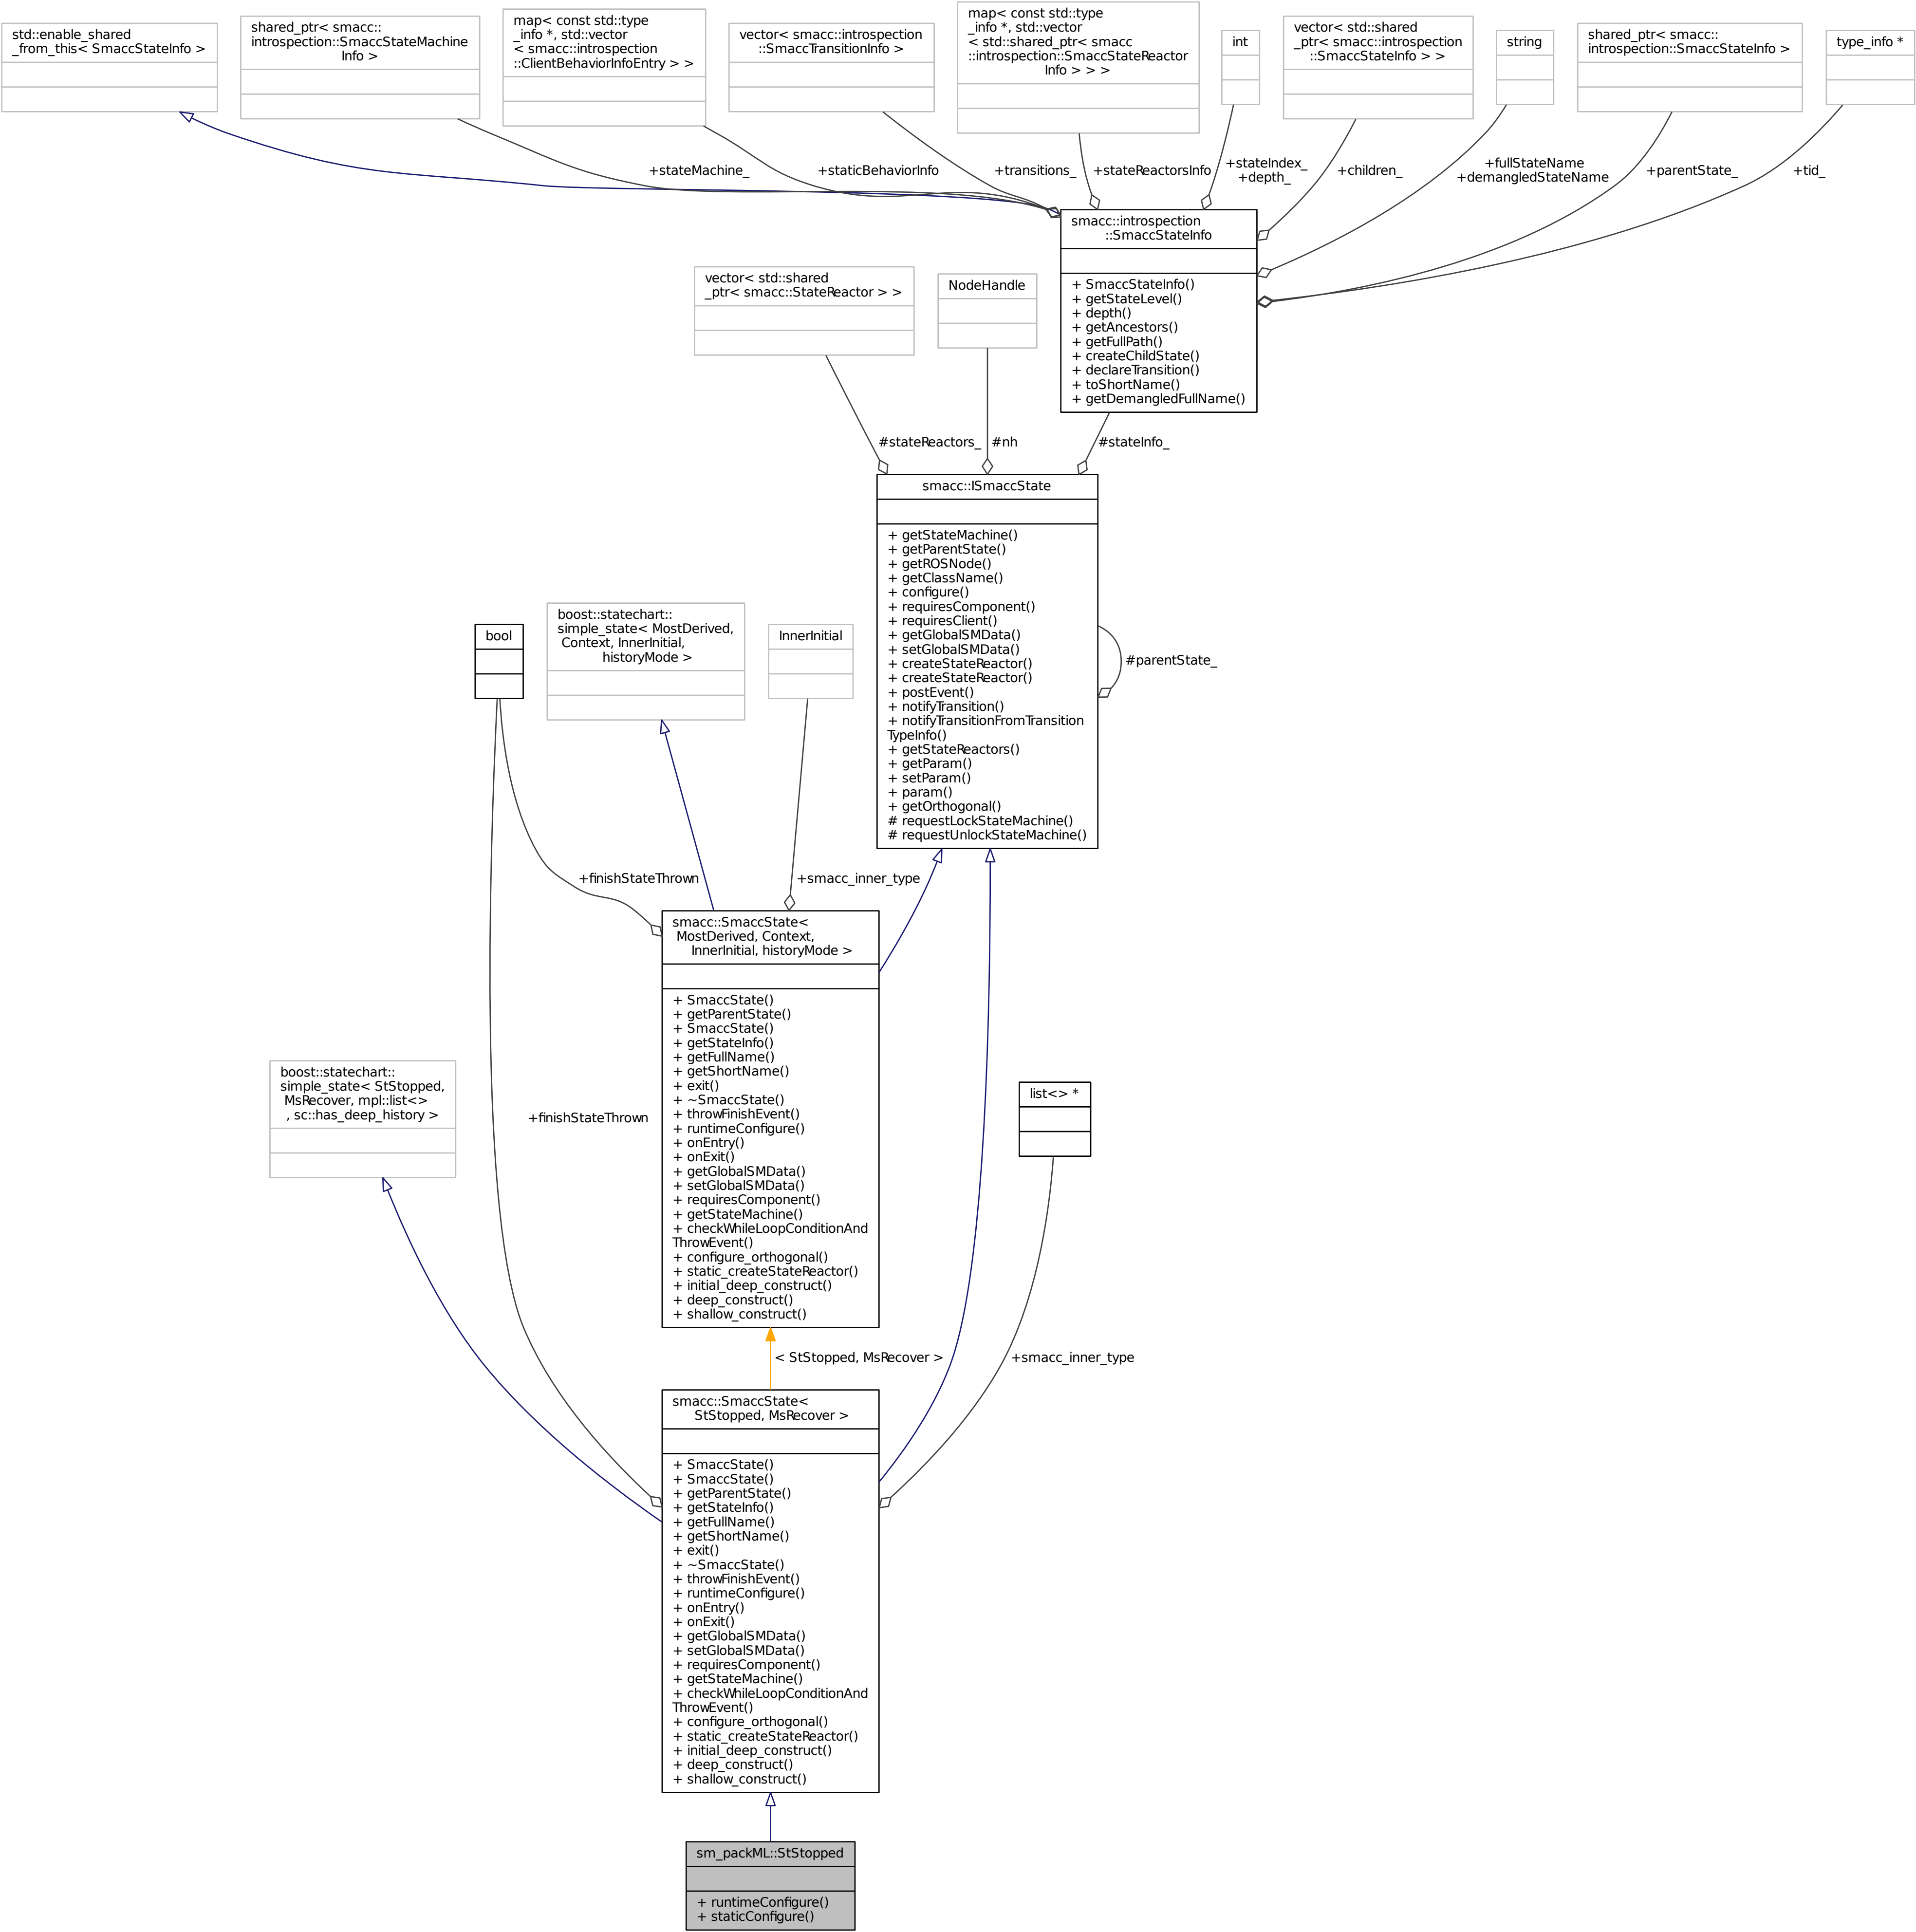 std::enable_shared
_from_this< SmaccStateInfo >
shared_ptr< smacc::
introspection::SmaccStateMachine
Info >
map< const std::type
_info *, std::vector
< smacc::introspection
::ClientBehaviorInfoEntry > >
vector< smacc::introspection
::SmaccTransitionInfo >
map< const std::type
_info *, std::vector
< std::shared_ptr< smacc
::introspection::SmaccStateReactor
Info > > >
int
vector< std::shared
_ptr< smacc::introspection
::SmaccStateInfo > >
string
shared_ptr< smacc::
introspection::SmaccStateInfo >
type_info *
+stateMachine_
+staticBehaviorInfo
+transitions_
+stateReactorsInfo
+stateIndex_
+depth_
+children_
+fullStateName
+demangledStateName
+parentState_
+tid_
smacc::introspection
::SmaccStateInfo
+ SmaccStateInfo()
+ getStateLevel()
+ depth()
+ getAncestors()
+ getFullPath()
+ createChildState()
+ declareTransition()
+ toShortName()
+ getDemangledFullName()
vector< std::shared
_ptr< smacc::StateReactor > >
NodeHandle
#stateReactors_
#nh
#stateInfo_
smacc::ISmaccState
+ getStateMachine()
+ getParentState()
+ getROSNode()
+ getClassName()
+ configure()
+ requiresComponent()
+ requiresClient()
+ getGlobalSMData()
+ setGlobalSMData()
+ createStateReactor()
+ createStateReactor()
+ postEvent()
+ notifyTransition()
+ notifyTransitionFromTransition
TypeInfo()
+ getStateReactors()
+ getParam()
+ setParam()
+ param()
+ getOrthogonal()
# requestLockStateMachine()
# requestUnlockStateMachine()
#parentState_
bool
boost::statechart::
simple_state< MostDerived,
Context, InnerInitial,
historyMode >
InnerInitial
+finishStateThrown
+smacc_inner_type
smacc::SmaccState<
MostDerived, Context,
InnerInitial, historyMode >
+ SmaccState()
+ getParentState()
+ SmaccState()
+ getStateInfo()
+ getFullName()
+ getShortName()
+ exit()
+ ~SmaccState()
+ throwFinishEvent()
+ runtimeConfigure()
+ onEntry()
+ onExit()
+ getGlobalSMData()
+ setGlobalSMData()
+ requiresComponent()
+ getStateMachine()
+ checkWhileLoopConditionAnd
ThrowEvent()
+ configure_orthogonal()
+ static_createStateReactor()
+ initial_deep_construct()
+ deep_construct()
+ shallow_construct()
boost::statechart::
simple_state< StStopped,
MsRecover, mpl::list<>
, sc::has_deep_history >
+finishStateThrown
list<> *
< StStopped, MsRecover >
+smacc_inner_type
smacc::SmaccState<
StStopped, MsRecover >
+ SmaccState()
+ SmaccState()
+ getParentState()
+ getStateInfo()
+ getFullName()
+ getShortName()
+ exit()
+ ~SmaccState()
+ throwFinishEvent()
+ runtimeConfigure()
+ onEntry()
+ onExit()
+ getGlobalSMData()
+ setGlobalSMData()
+ requiresComponent()
+ getStateMachine()
+ checkWhileLoopConditionAnd
ThrowEvent()
+ configure_orthogonal()
+ static_createStateReactor()
+ initial_deep_construct()
+ deep_construct()
+ shallow_construct()
sm_packML::StStopped
+ runtimeConfigure()
+ staticConfigure()